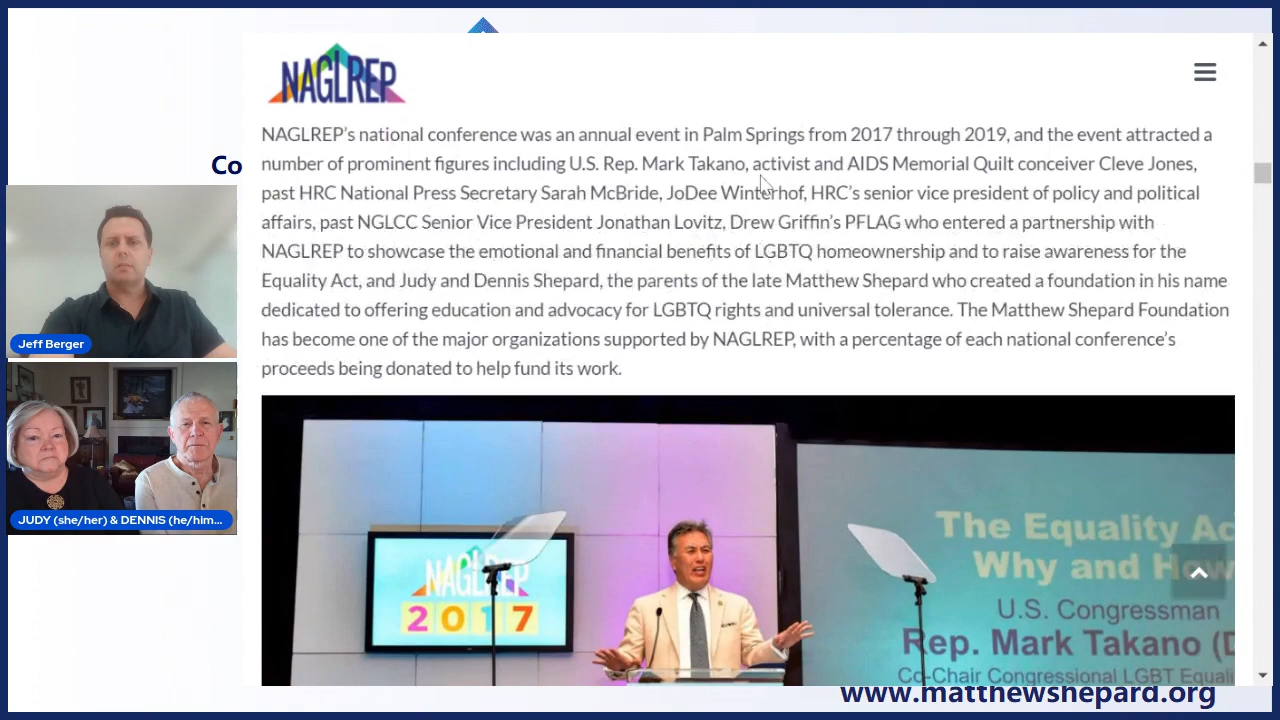 NAGLREP
NAGLREP's national conference was an annual event in Palm Springs from 2017 through 2019, and the event attracted a
number of prominent figures including U.S. Rep. Mark Takano, activist and AIDS Memorial Quilt conceiver Cleve Jones,
past HRC National Press Secretary Sarah McBride, JoDee Winterhof, HRC's senior vice president of policy and political
affairs, past NGLCC Senior Vice President Jonathan Lovitz, Drew Griffin's PFLAG who entered a partnership with
NAGLREP to showcase the emotional and financial benefits of LGBTQ homeownership and to raise awareness for the
Equality Act, and Judy and Dennis Shepard, the parents of the late Matthew Shepard who created a foundation in his name
dedicated to offering education and advocacy for LGBTQ rights and universal tolerance. The Matthew Shepard Foundation
has become one of the major organizations supported by NAGLREP, with a percentage of each national conference's
proceeds being donated to help fund its work.
Co
Jeff Berger
JUDY (she/her) & DENNIS (he/him...
NAGLREP
2017
The Equality Ac
Why and How
U.S. Congressman
Rep. Mark Takano (D
Co-Chair Congressional LGBT Equali
www.matthewshepard.org